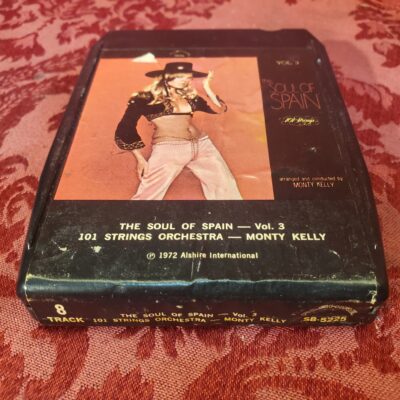 VOL. 3
THE
SOUL OF
SPAIN
101 Strings
arranged and conducted by
MONTY KELLY
THE SOUL OF SPAIN — Vol. 3
101 STRINGS ORCHESTRA — MONTY KELLY
℗ 1972 Alshire International
8
TRACK
THE SOUL OF SPAIN — Vol. 3
101 STRINGS ORCHESTRA — MONTY KELLY
SB-5225